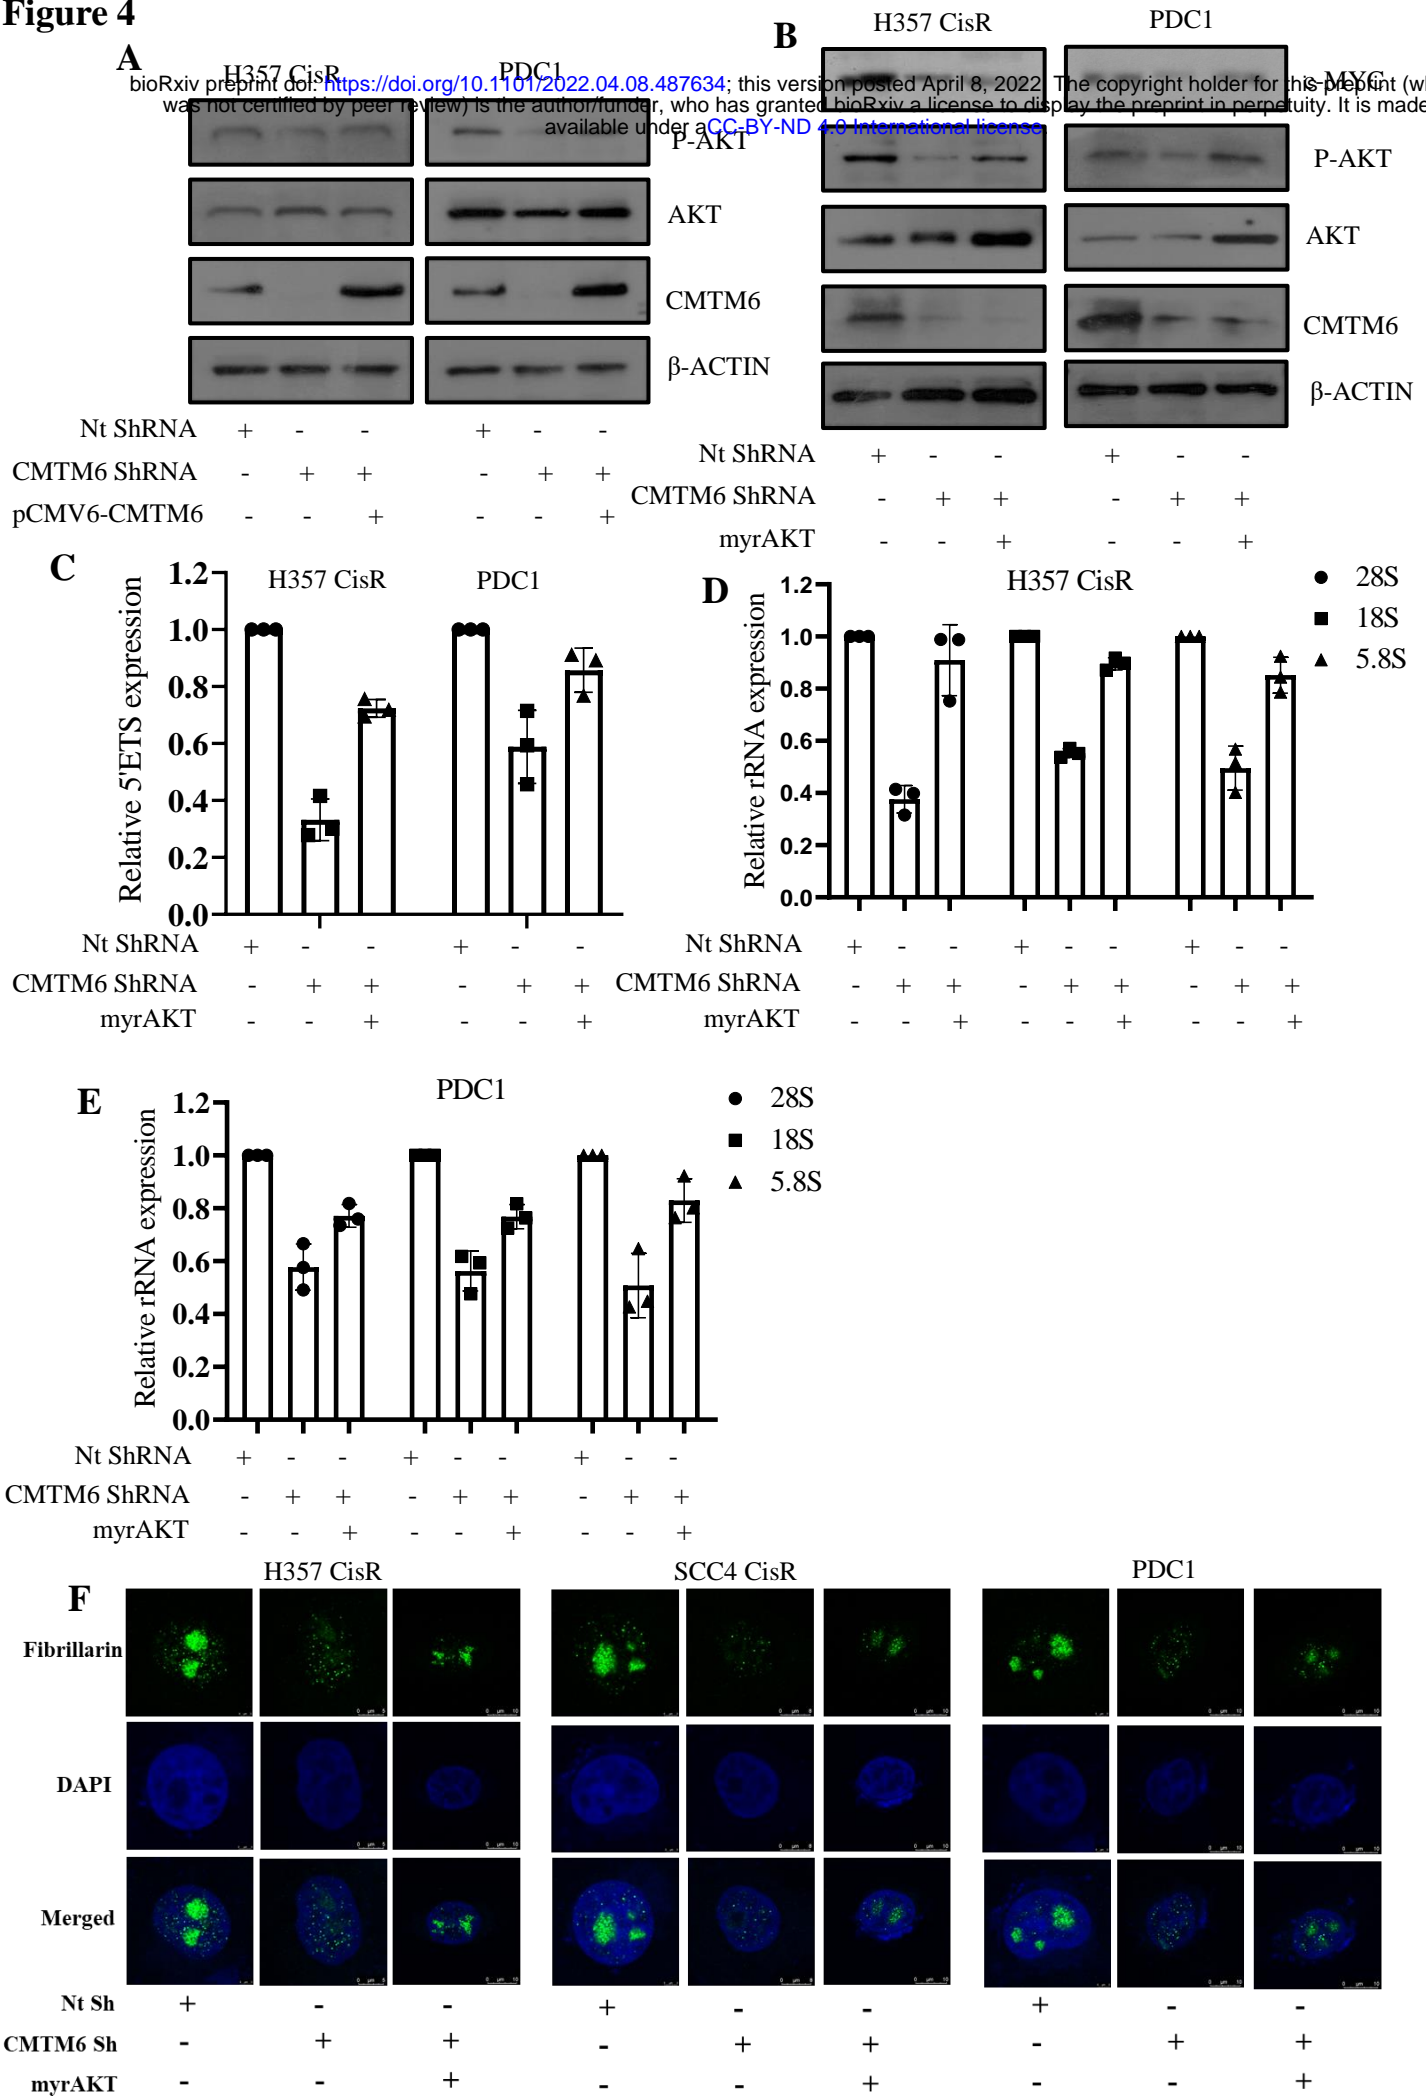 Figure 4
A
H357 CisR
PDC1
bioRxiv preprint doi: https://doi.org/10.1101/2022.04.08.487634; this version posted April 8, 2022. The copyright holder for this preprint (wh
was not certified by peer review) is the author/funder, who has granted bioRxiv a license to display the preprint in perpetuity. It is made
available under aCC-BY-ND 4.0 International license.
P-AKT
AKT
CMTM6
β-ACTIN
Nt ShRNA + - - + - -
CMTM6 ShRNA - + + - + +
pCMV6-CMTM6 - - + - - +
B
H357 CisR
PDC1
c-MYC
P-AKT
AKT
CMTM6
β-ACTIN
Nt ShRNA + - - + - -
CMTM6 ShRNA - + + - + +
myrAKT - - + - - +
C
H357 CisR
PDC1
Relative 5'ETS expression
1.2
1.0
0.8
0.6
0.4
0.2
0.0
Nt ShRNA + - - + - -
CMTM6 ShRNA - + + - + +
myrAKT - - + - - +
D
H357 CisR
28S
18S
5.8S
Relative rRNA expression
1.2
1.0
0.8
0.6
0.4
0.2
0.0
Nt ShRNA + - - + - - + - -
CMTM6 ShRNA - + + - + + - + +
myrAKT - - + - - + - - +
E
PDC1
28S
18S
5.8S
Relative rRNA expression
1.2
1.0
0.8
0.6
0.4
0.2
0.0
Nt ShRNA + - - + - - + - -
CMTM6 ShRNA - + + - + + - + +
myrAKT - - + - - + - - +
F
H357 CisR
SCC4 CisR
PDC1
Fibrillarin
DAPI
Merged
Nt Sh + - - + - - + - -
CMTM6 Sh - + + - + + - + +
myrAKT - - + - - + - - +